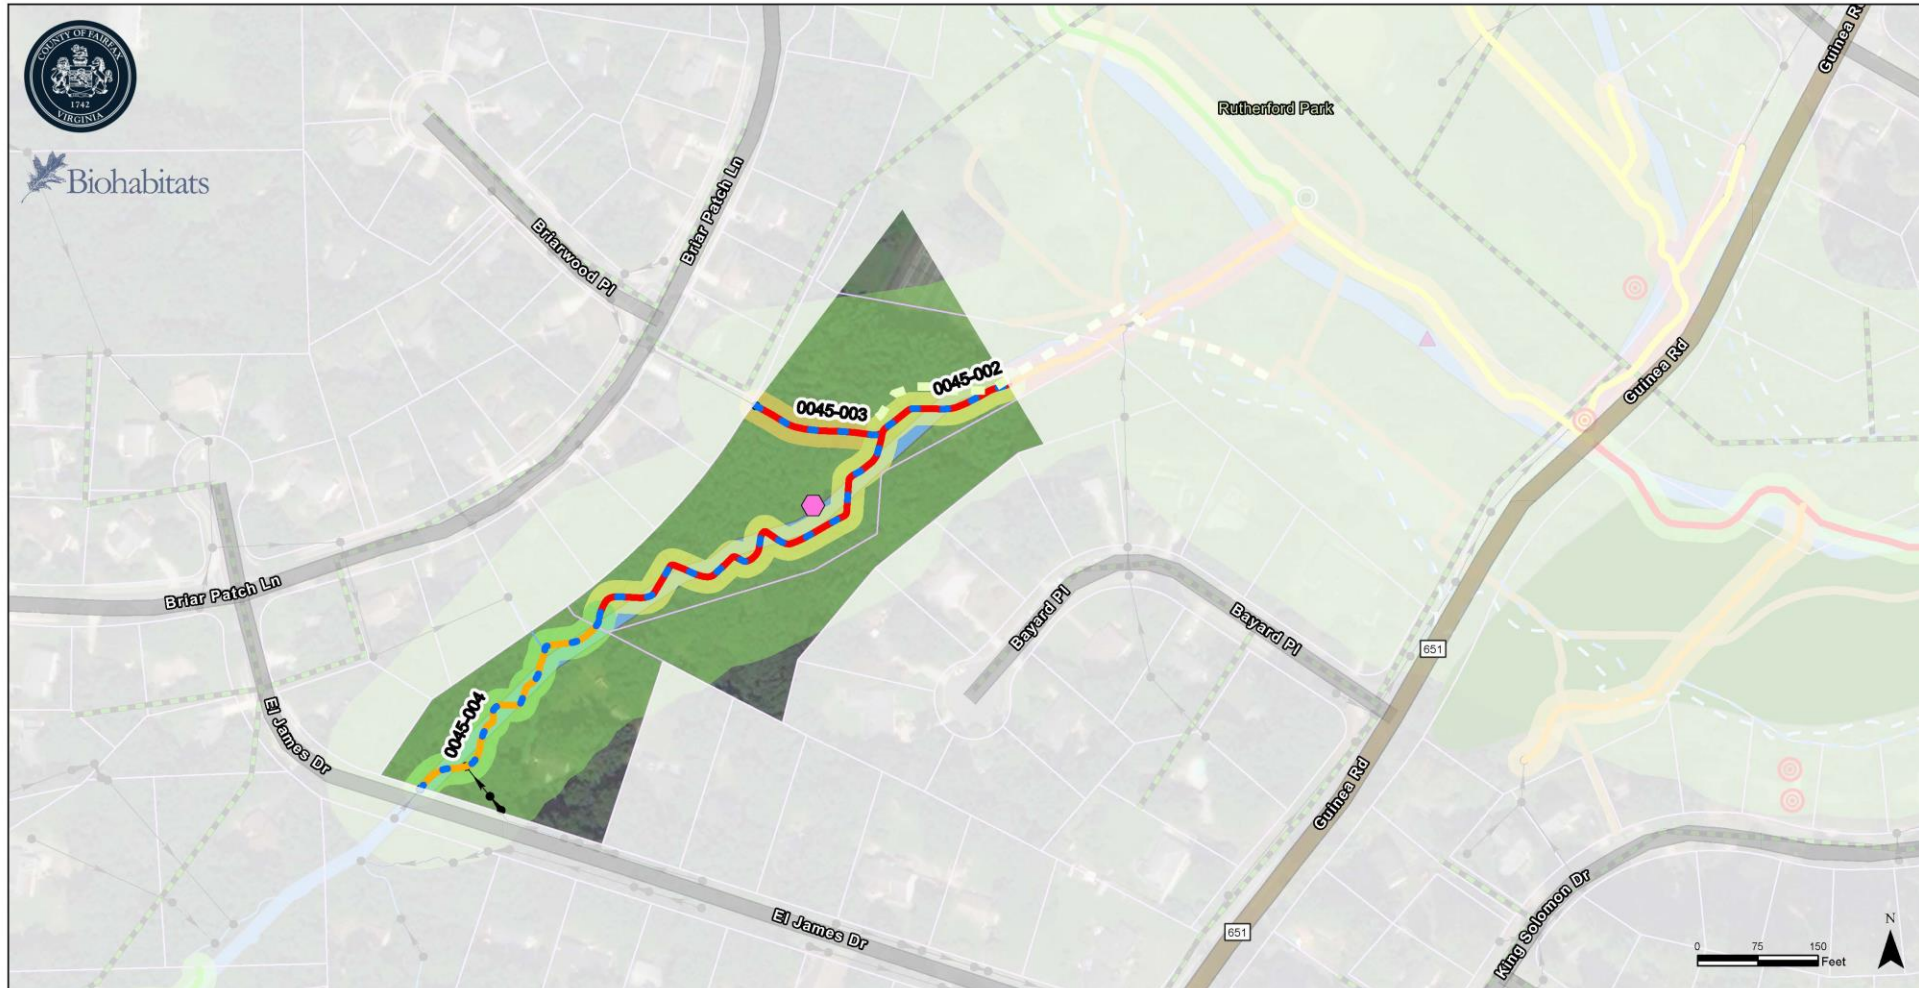 COUNTY OF FAIRFAX
1742
VIRGINIA
Biohabitats
Guinea Rd
Rutherford Park
Briar Patch Ln
Briarwood Pl
0045-002
0045-003
Guinea Rd
Briar Patch Ln
Bayard Pl
Bayard Pl
651
0045-004
El James Dr
Guinea Rd
El James Dr
King Solomon Dr
651
N
0 75 150
Feet